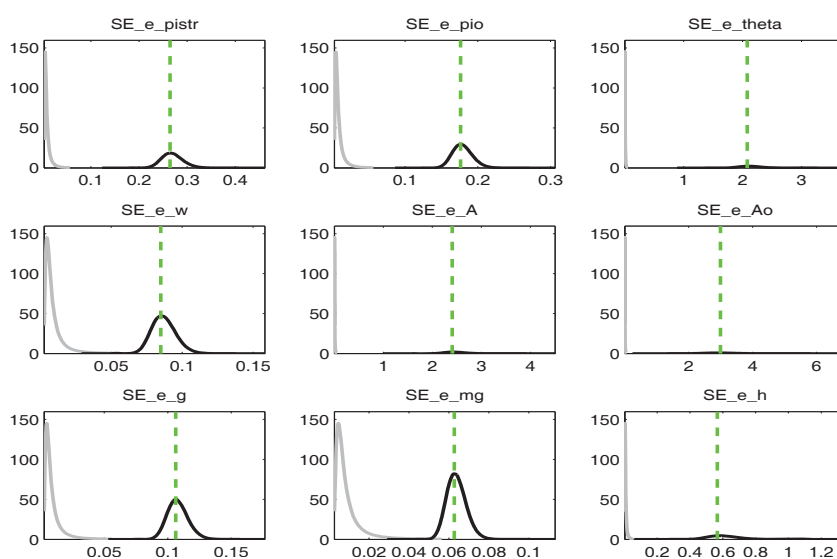 SE_e_pistr SE_e_pio SE_e_theta
150 150 150
100 100 100
50 50 50
0 0 0
0.1 0.2 0.3 0.4 0.1 0.2 0.3 1 2 3
SE_e_w SE_e_A SE_e_Ao
150 150 150
100 100 100
50 50 50
0 0 0
0.05 0.1 0.15 1 2 3 4 2 4 6
SE_e_g SE_e_mg SE_e_h
150 150 150
100 100 100
50 50 50
0 0 0
0.05 0.1 0.15 0.02 0.04 0.06 0.08 0.1 0.2 0.4 0.6 0.8 1 1.2